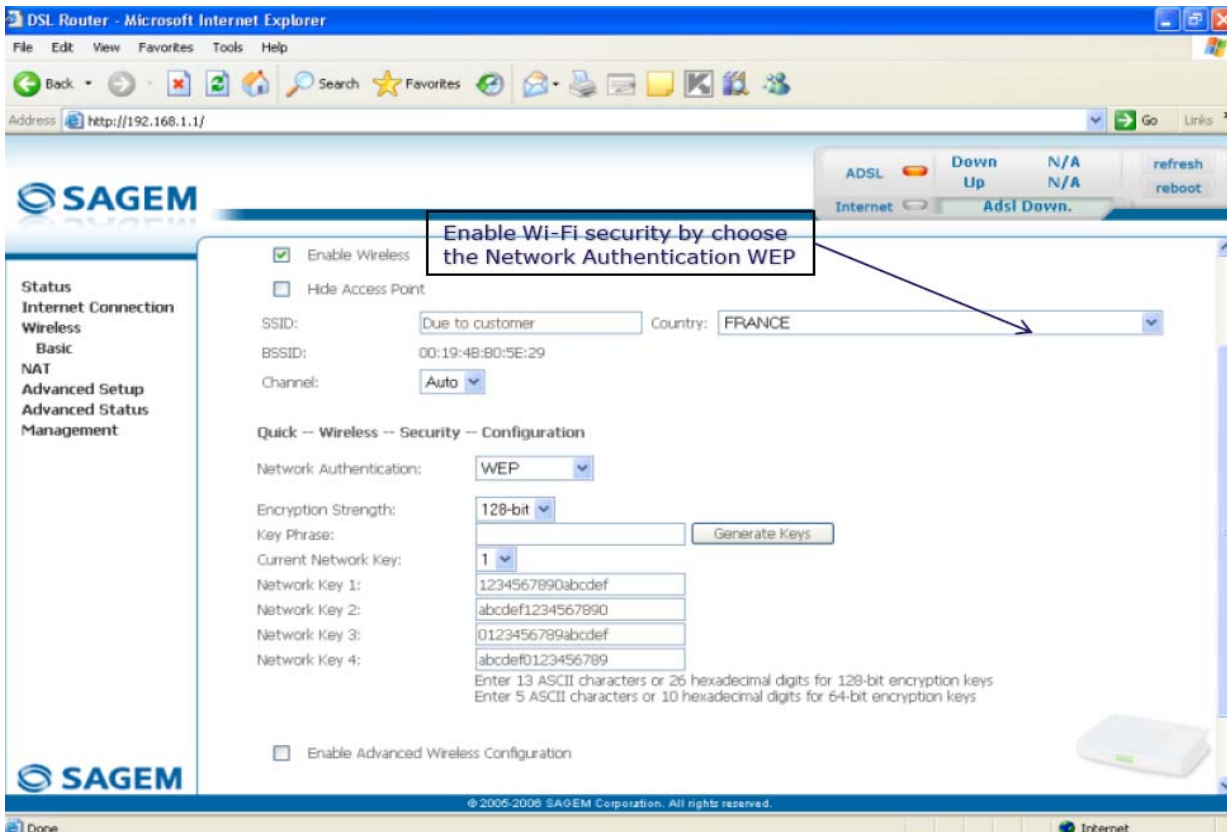 DSL Router - Microsoft Internet Explorer
File Edit View Favorites Tools Help
Back Search Favorites
Address http://192.168.1.1/ Go Links
SAGEM
ADSL Down N/A refresh
Up N/A reboot
Internet Adsl Down.
Enable Wi-Fi security by choose
the Network Authentication WEP
Status
Internet Connection
Wireless
Basic
NAT
Advanced Setup
Advanced Status
Management
Enable Wireless
Hide Access Point
SSID: Due to customer Country: FRANCE
BSSID: 00:19:4B:B0:5E:29
Channel: Auto
Quick -- Wireless -- Security -- Configuration
Network Authentication: WEP
Encryption Strength: 128-bit
Key Phrase: Generate Keys
Current Network Key: 1
Network Key 1: 1234567890abcdef
Network Key 2: abcdef1234567890
Network Key 3: 0123456789abcdef
Network Key 4: abcdef0123456789
Enter 13 ASCII characters or 26 hexadecimal digits for 128-bit encryption keys
Enter 5 ASCII characters or 10 hexadecimal digits for 64-bit encryption keys
Enable Advanced Wireless Configuration
SAGEM
© 2005-2006 SAGEM Corporation. All rights reserved.
Done Internet